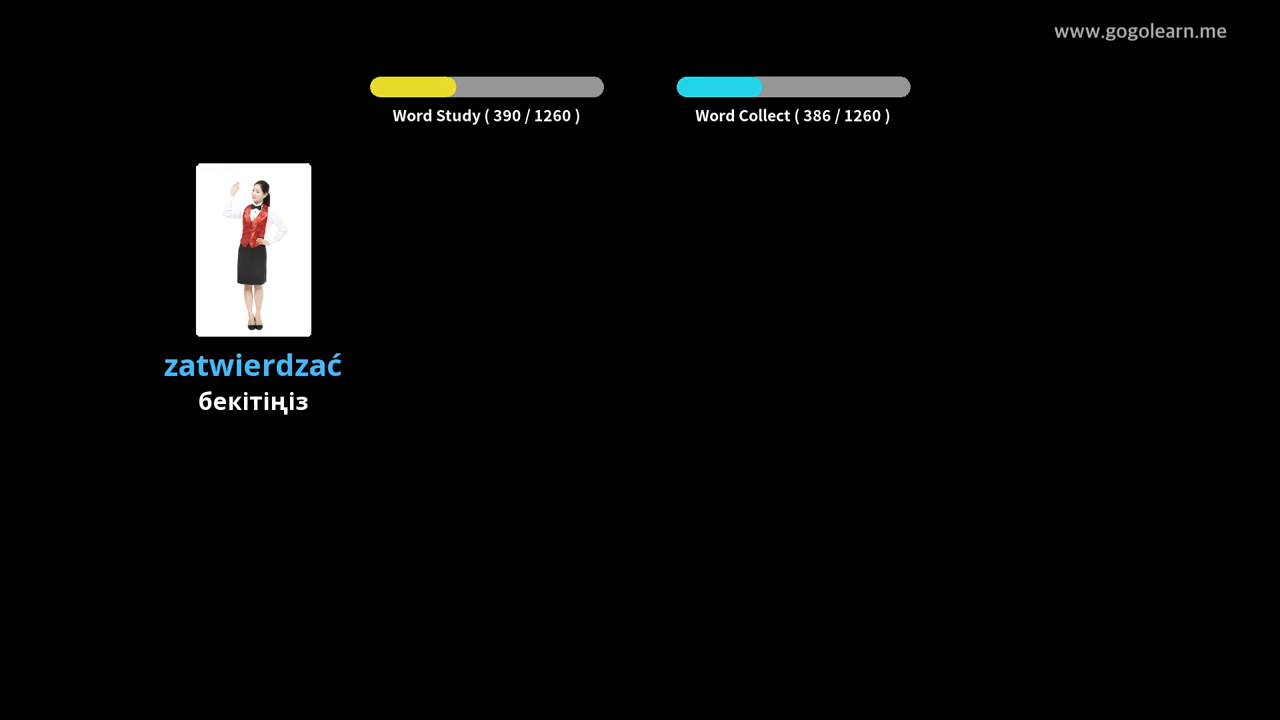 www.gogolearn.me
Word Study ( 390 / 1260 )
Word Collect ( 386 / 1260 )
zatwierdzać
бекітіңіз